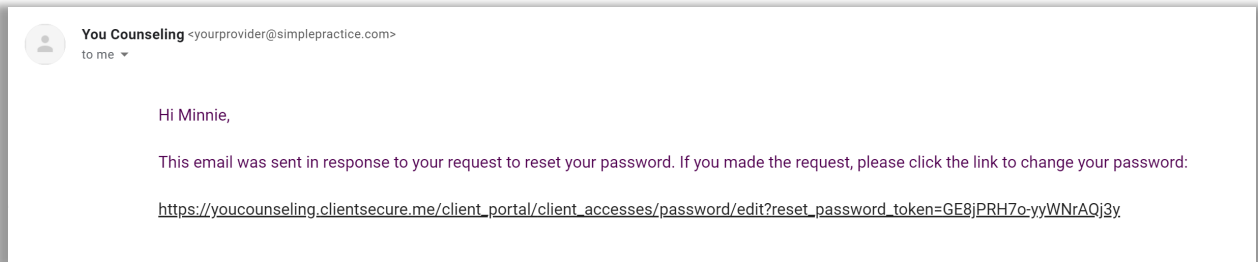 You Counseling <yourprovider@simplepractice.com>
to me
Hi Minnie,
This email was sent in response to your request to reset your password. If you made the request, please click the link to change your password:
https://youcounseling.clientsecure.me/client_portal/client_accesses/password/edit?reset_password_token=GE8jPRH7o-yyWNrAQj3y